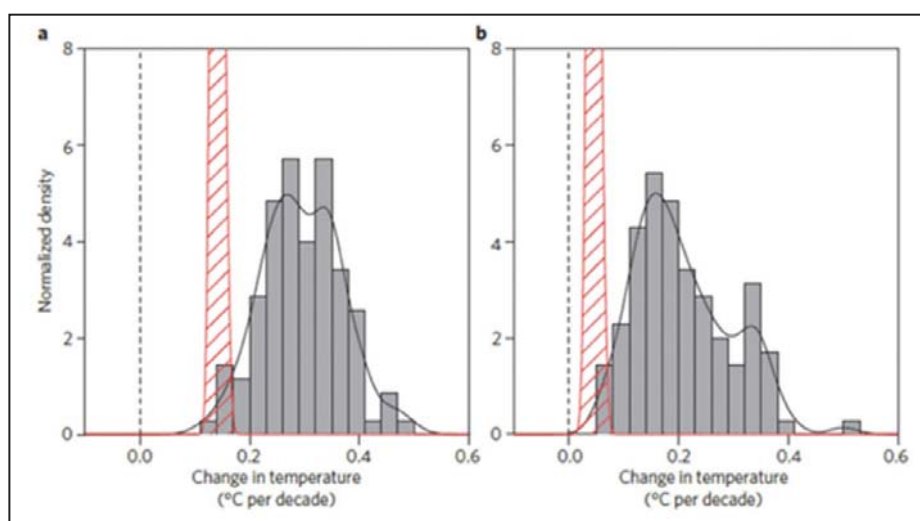 a
b
8
6
4
2
0
Normalized density
0.0
0.2
0.4
0.6
Change in temperature
(°C per decade)
8
6
4
2
0
0.0
0.2
0.4
0.6
Change in temperature
(°C per decade)